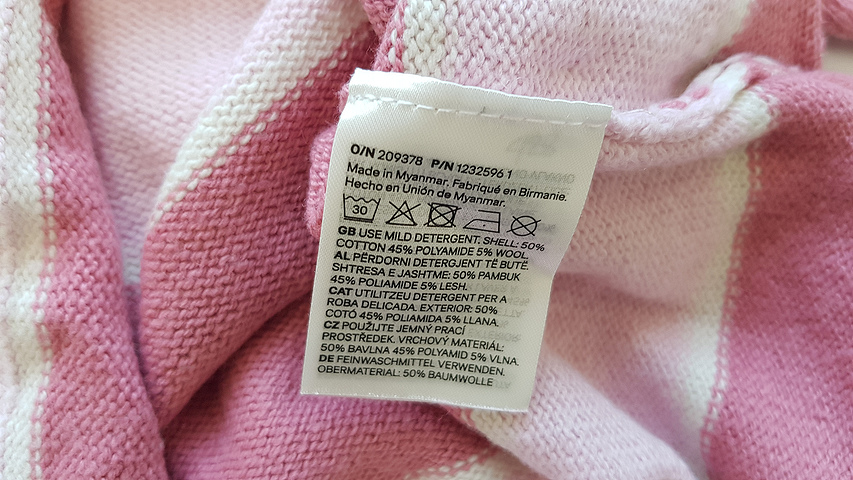 O/N 209378 P/N 1232596 1
Made in Myanmar. Fabriqué en Birmanie.
Hecho en Unión de Myanmar.
30
GB USE MILD DETERGENT. SHELL: 50%
COTTON 45% POLYAMIDE 5% WOOL.
AL PËRDORNI DETERGJENT TË BUTË.
SHTRESA E JASHTME: 50% PAMBUK
45% POLIAMIDE 5% LESH.
CAT UTILITZEU DETERGENT PER A
ROBA DELICADA. EXTERIOR: 50%
COTÓ 45% POLIAMIDA 5% LLANA.
CZ POUŽIJTE JEMNÝ PRACÍ
PROSTŘEDEK. VRCHOVÝ MATERIÁL:
50% BAVLNA 45% POLYAMID 5% VLNA.
DE FEINWASCHMITTEL VERWENDEN.
OBERMATERIAL: 50% BAUMWOLLE